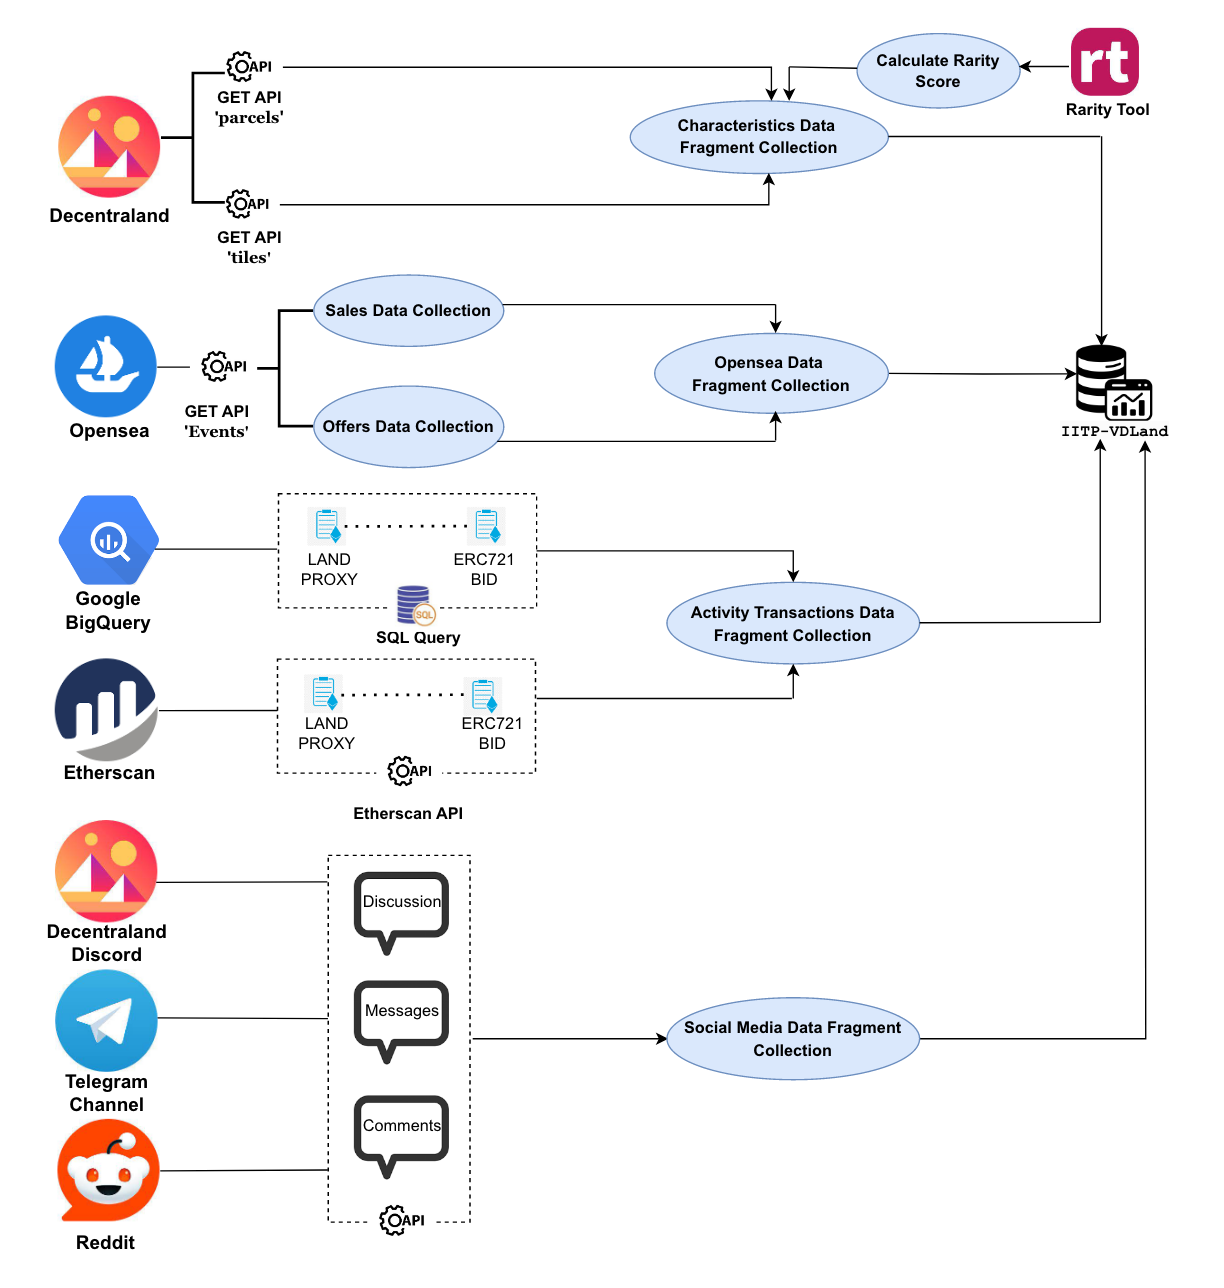 API
GET API
'parcels'
Calculate Rarity
Score
rt
Rarity Tool
Characteristics Data
Fragment Collection
Decentraland
API
GET API
'tiles'
Sales Data Collection
API
GET API
'Events'
Opensea
Opensea Data
Fragment Collection
Offers Data Collection
IITP-VDLand
LAND
PROXY
ERC721
BID
SQL
SQL Query
Google
BigQuery
Activity Transactions Data
Fragment Collection
LAND
PROXY
ERC721
BID
API
Etherscan API
Etherscan
Discussion
Decentraland
Discord
Messages
Telegram
Channel
Social Media Data Fragment
Collection
Comments
API
Reddit